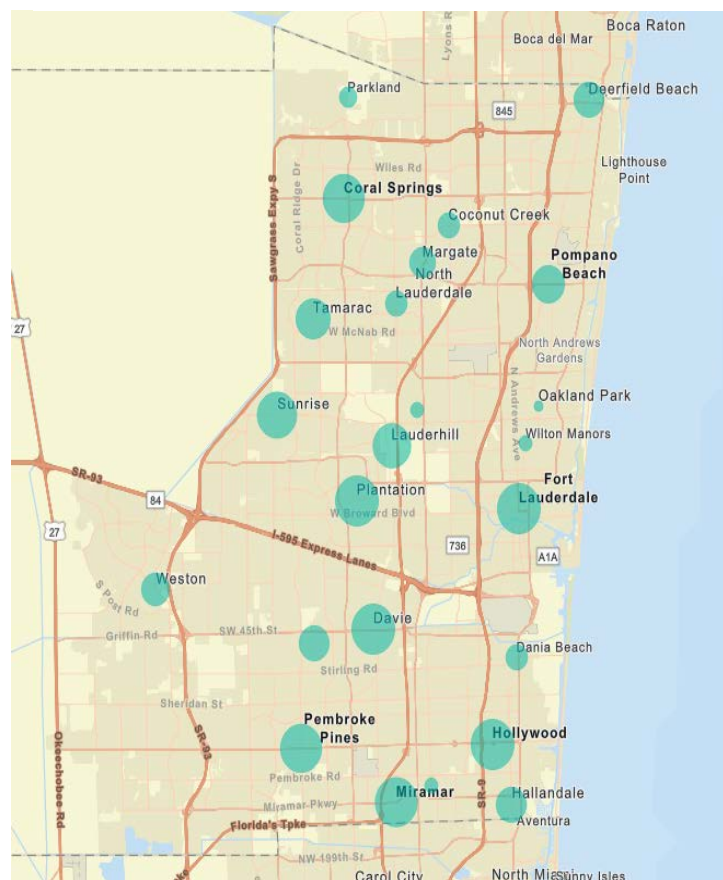 Boca Raton
Lyons R
Boca del Mar
Parkland
Deerfield Beach
845
Sawgrass Expy S
Coral Ridge Dr
Wiles Rd
Lighthouse
Point
Coral Springs
Coconut Creek
Margate
Pompano
Beach
North
Lauderdale
Tamarac
W McNab Rd
27
North Andrews
Gardens
N Andrews Ave
Sunrise
Oakland Park
Lauderhill
Wilton Manors
SR-93
84
Plantation
Fort
Lauderdale
W Broward Blvd
27
I-595 Express Lanes
736
A1A
Weston
S Post Rd
Griffin Rd
SW 45th St
Davie
Dania Beach
Stirling Rd
Sheridan St
SR-93
Okeechobee Rd
Pembroke
Pines
Hollywood
Pembroke Rd
Miramar
SR-9
Hallandale
Miramar Pkwy
Florida's Tpke
Aventura
NW 199th St
Carol City
North Miami
Sunny Isles